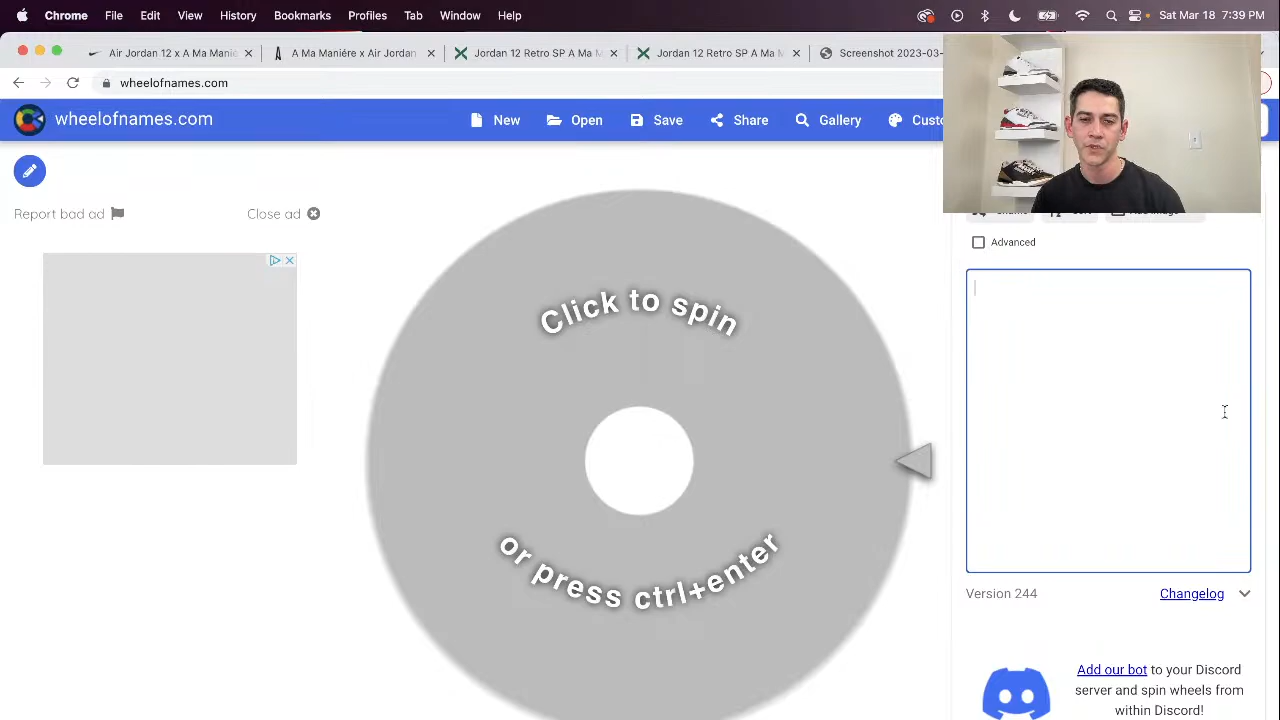 Chrome File Edit View History Bookmarks Profiles Tab Window Help Sat Mar 18 7:39 PM
Air Jordan 12 x A Ma Maniér
A Ma Maniére x Air Jordan
Jordan 12 Retro SP A Ma M
Jordan 12 Retro SP A Ma M
Screenshot 2023-03-
wheelofnames.com
wheelofnames.com New Open Save Share Gallery Custo
Report bad ad Close ad
Advanced
Click to spin
or press ctrl+enter
Version 244 Changelog
Add our bot to your Discord
server and spin wheels from
within Discord!